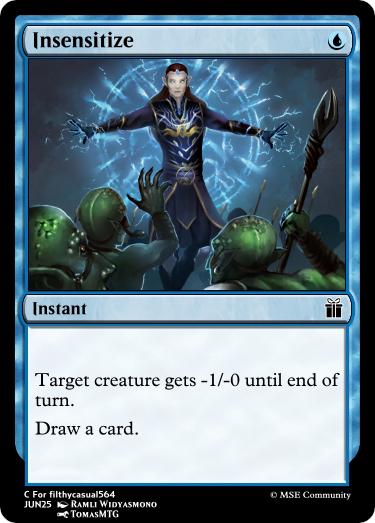 Insensitize
Instant
Target creature gets -1/-0 until end of
turn.
Draw a card.
C For filthycasual564
JUN25 Ramli Widyasmono
TomasMTG
© MSE Community